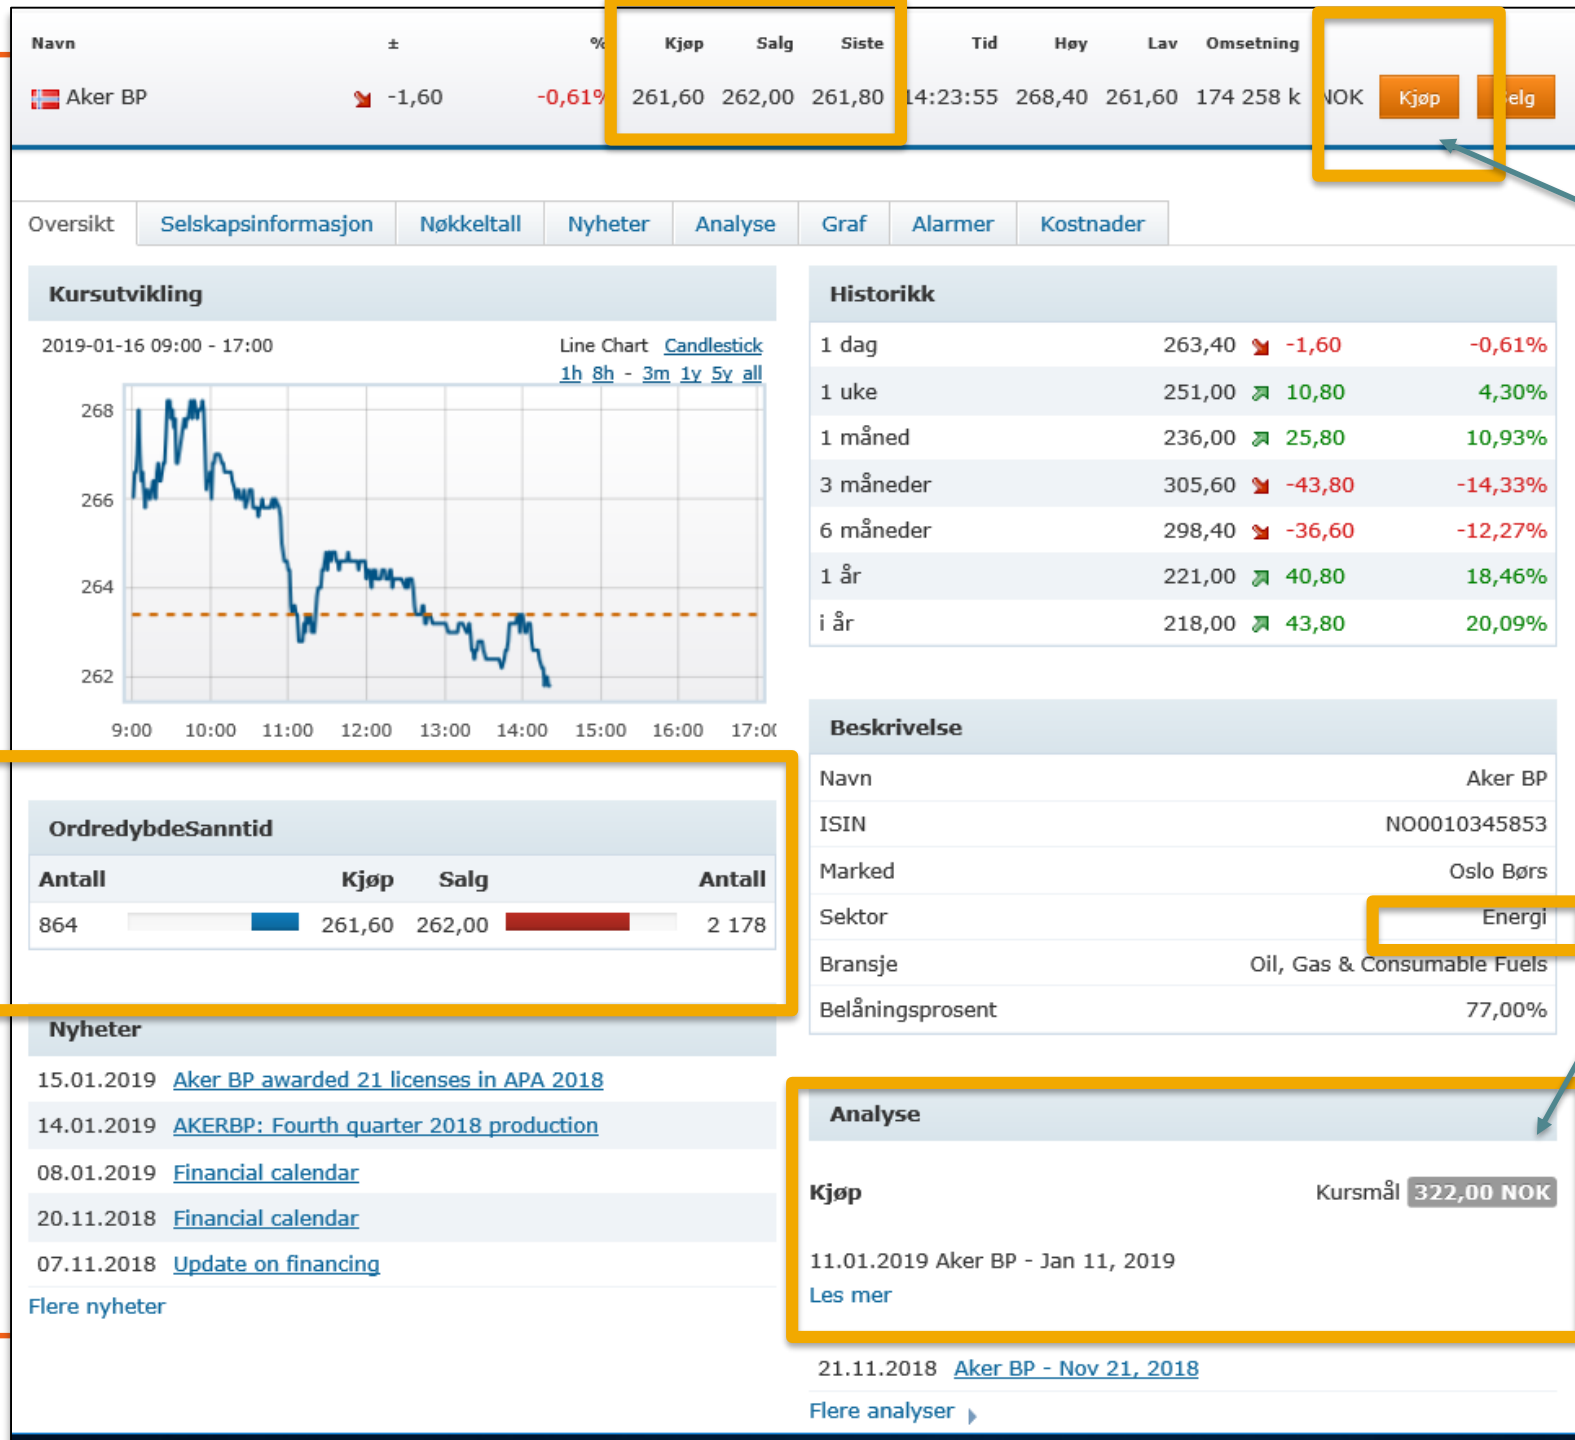 Navn ± % Kjøp Salg Siste Tid Høy Lav Omsetning
Aker BP -1,60 -0,61% 261,60 262,00 261,80 14:23:55 268,40 261,60 174 258 k NOK Kjøp Selg
Oversikt Selskapsinformasjon Nøkkeltall Nyheter Analyse Graf Alarmer Kostnader
Kursutvikling
2019-01-16 09:00 - 17:00 Line Chart Candlestick
1h 8h - 3m 1y 5y all
268
266
264
262
9:00 10:00 11:00 12:00 13:00 14:00 15:00 16:00 17:00
OrdredybdeSanntid
Antall Kjøp Salg Antall
864 261,60 262,00 2 178
Nyheter
15.01.2019 Aker BP awarded 21 licenses in APA 2018
14.01.2019 AKERBP: Fourth quarter 2018 production
08.01.2019 Financial calendar
20.11.2018 Financial calendar
07.11.2018 Update on financing
Flere nyheter
Historikk
1 dag 263,40 -1,60 -0,61%
1 uke 251,00 10,80 4,30%
1 måned 236,00 25,80 10,93%
3 måneder 305,60 -43,80 -14,33%
6 måneder 298,40 -36,60 -12,27%
1 år 221,00 40,80 18,46%
i år 218,00 43,80 20,09%
Beskrivelse
Navn Aker BP
ISIN NO0010345853
Marked Oslo Børs
Sektor Energi
Bransje Oil, Gas & Consumable Fuels
Belåningsprosent 77,00%
Analyse
Kjøp Kursmål 322,00 NOK
11.01.2019 Aker BP - Jan 11, 2019
Les mer
21.11.2018 Aker BP - Nov 21, 2018
Flere analyser